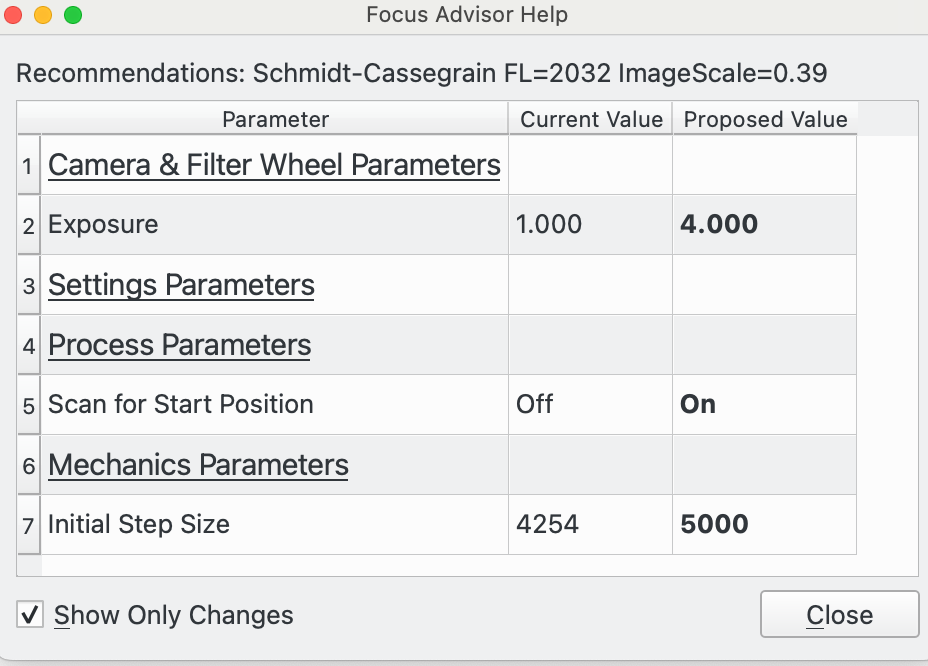 Focus Advisor Help
Recommendations: Schmidt-Cassegrain FL=2032 ImageScale=0.39
Parameter Current Value Proposed Value
1 Camera & Filter Wheel Parameters
2 Exposure 1.000 4.000
3 Settings Parameters
4 Process Parameters
5 Scan for Start Position Off On
6 Mechanics Parameters
7 Initial Step Size 4254 5000
Show Only Changes Close